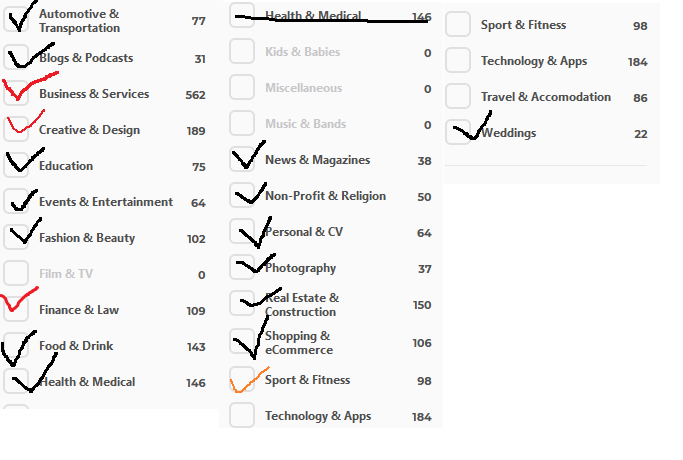 Automotive &
Transportation 77
Blogs & Podcasts 31
Business & Services 562
Creative & Design 189
Education 75
Events & Entertainment 64
Fashion & Beauty 102
Film & TV 0
Finance & Law 109
Food & Drink 143
Health & Medical 146
Health & Medical 146
Kids & Babies 0
Miscellaneous 0
Music & Bands 0
News & Magazines 38
Non-Profit & Religion 50
Personal & CV 64
Photography 37
Real Estate &
Construction 150
Shopping &
eCommerce 106
Sport & Fitness 98
Technology & Apps 184
Sport & Fitness 98
Technology & Apps 184
Travel & Accomodation 86
Weddings 22